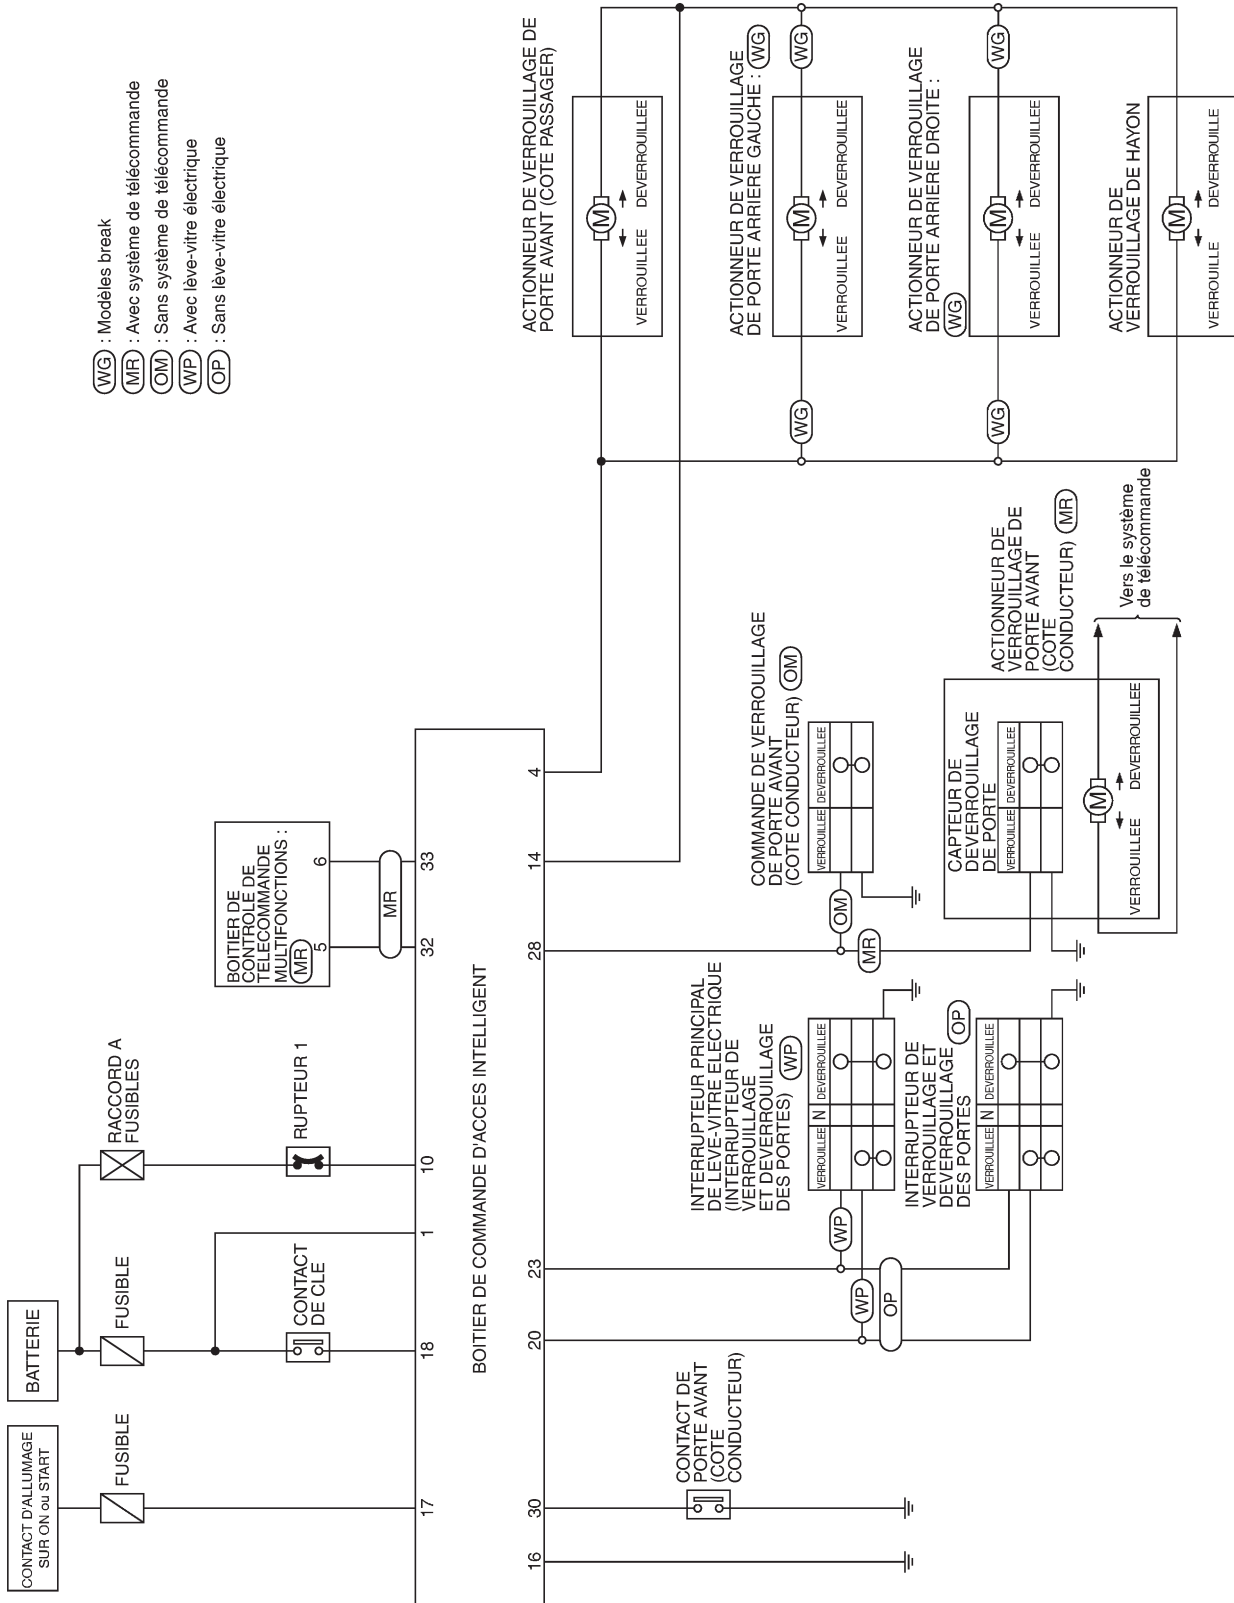 WG : Modèles break
MR : Avec système de télécommande
OM : Sans système de télécommande
WP : Avec lève-vitre électrique
OP : Sans lève-vitre électrique
CONTACT D'ALLUMAGE
SUR ON ou START
BATTERIE
FUSIBLE
FUSIBLE
RACCORD A
FUSIBLES
CONTACT
DE CLE
RUPTEUR 1
BOITIER DE
CONTROLE DE
TELECOMMANDE
MULTIFONCTIONS :
MR
5
6
MR
17
18
1
10
32
33
BOITIER DE COMMANDE D'ACCES INTELLIGENT
16
30
20
23
28
14
4
CONTACT DE
PORTE AVANT
(COTE
CONDUCTEUR)
WP
WP
OP
INTERRUPTEUR PRINCIPAL
DE LEVE-VITRE ELECTRIQUE
(INTERRUPTEUR DE
VERROUILLAGE
ET DEVERROUILLAGE
DES PORTES) WP
VERROUILLEE N DEVERROUILLEE
INTERRUPTEUR DE
VERROUILLAGE ET
DEVERROUILLAGE
DES PORTES
OP
VERROUILLEE N DEVERROUILLEE
OM
MR
COMMANDE DE VERROUILLAGE
DE PORTE AVANT
(COTE CONDUCTEUR) OM
VERROUILLEE DEVERROUILLEE
CAPTEUR DE
DEVERROUILLAGE
DE PORTE
VERROUILLEE DEVERROUILLEE
ACTIONEUR DE
VERROUILLAGE DE
PORTE AVANT
(COTE
CONDUCTEUR) MR
M
VERROUILLEE DEVERROUILLEE
Vers le système
de télécommande
ACTIONNEUR DE VERROUILLAGE DE
PORTE AVANT (COTE PASSAGER)
M
VERROUILLEE DEVERROUILLEE
ACTIONNEUR DE VERROUILLAGE
DE PORTE ARRIERE GAUCHE : WG
WG
WG
M
VERROUILLEE DEVERROUILLEE
ACTIONNEUR DE VERROUILLAGE
DE PORTE ARRIERE DROITE :
WG
WG
WG
M
VERROUILLEE DEVERROUILLEE
ACTIONNEUR DE
VERROUILLAGE DE HAYON
M
VERROUILLE DEVERROUILLE